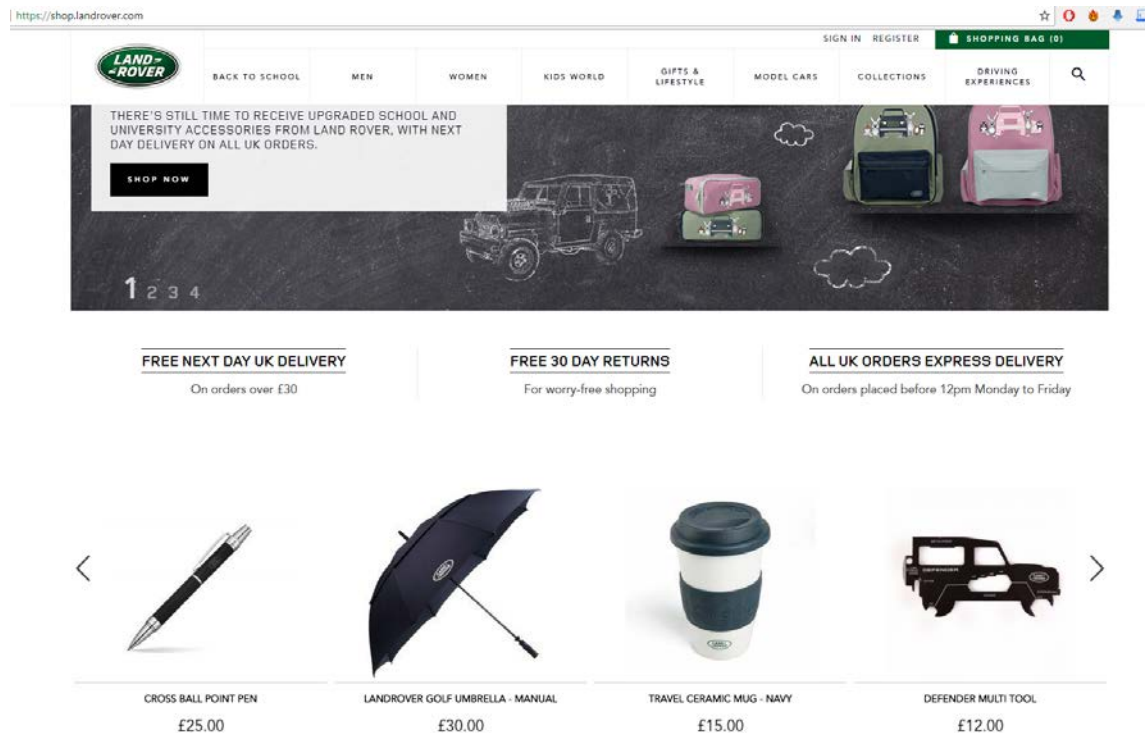 https://shop.landrover.com
SIGN IN REGISTER SHOPPING BAG (0)
LAND-
-ROVER
BACK TO SCHOOL MEN WOMEN KIDS WORLD GIFTS & LIFESTYLE MODEL CARS COLLECTIONS DRIVING EXPERIENCES
THERE'S STILL TIME TO RECEIVE UPGRADED SCHOOL AND
UNIVERSITY ACCESSORIES FROM LAND ROVER, WITH NEXT
DAY DELIVERY ON ALL UK ORDERS.
SHOP NOW
1 2 3 4
FREE NEXT DAY UK DELIVERY
On orders over £30
FREE 30 DAY RETURNS
For worry-free shopping
ALL UK ORDERS EXPRESS DELIVERY
On orders placed before 12pm Monday to Friday
DEFENDER
CROSS BALL POINT PEN
£25.00
LANDROVER GOLF UMBRELLA - MANUAL
£30.00
TRAVEL CERAMIC MUG - NAVY
£15.00
DEFENDER MULTI TOOL
£12.00